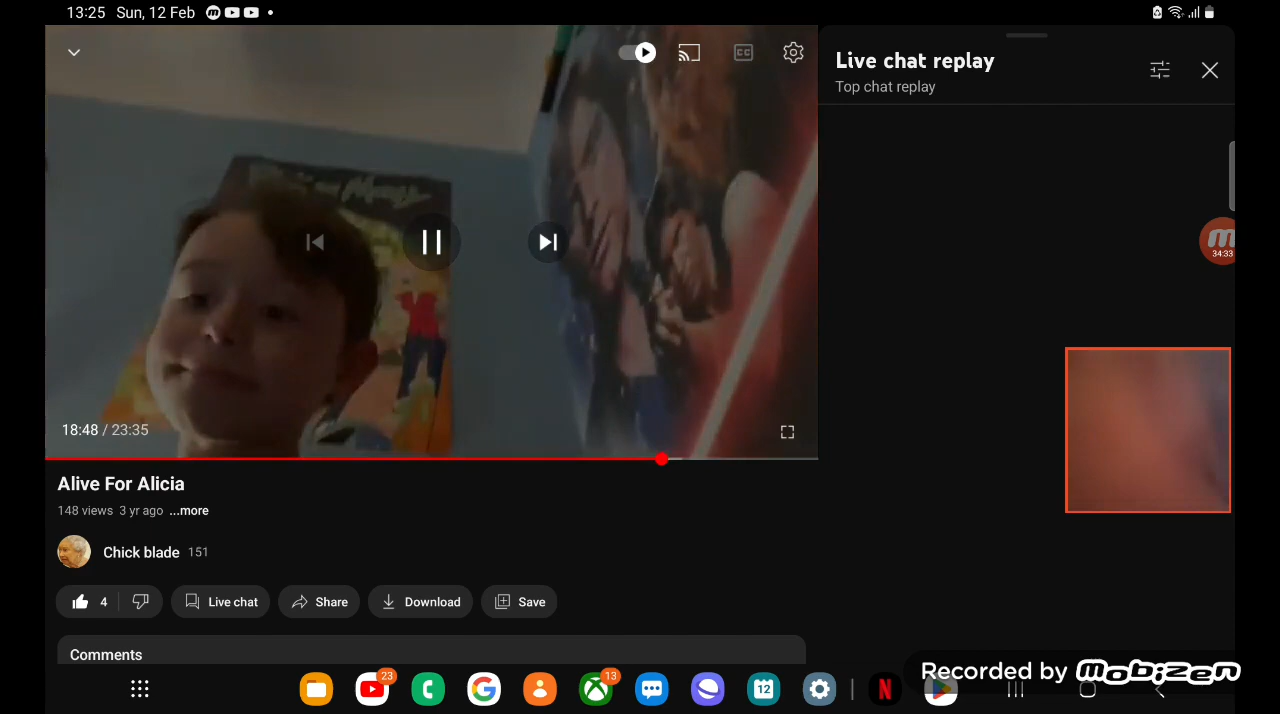 13:25 Sun, 12 Feb
Live chat replay
Top chat replay
34:33
18:48 / 23:35
Alive For Alicia
148 views 3 yr ago ...more
Chick blade 151
4 Live chat Share Download Save
Comments
23
13
12
Recorded by mobizen